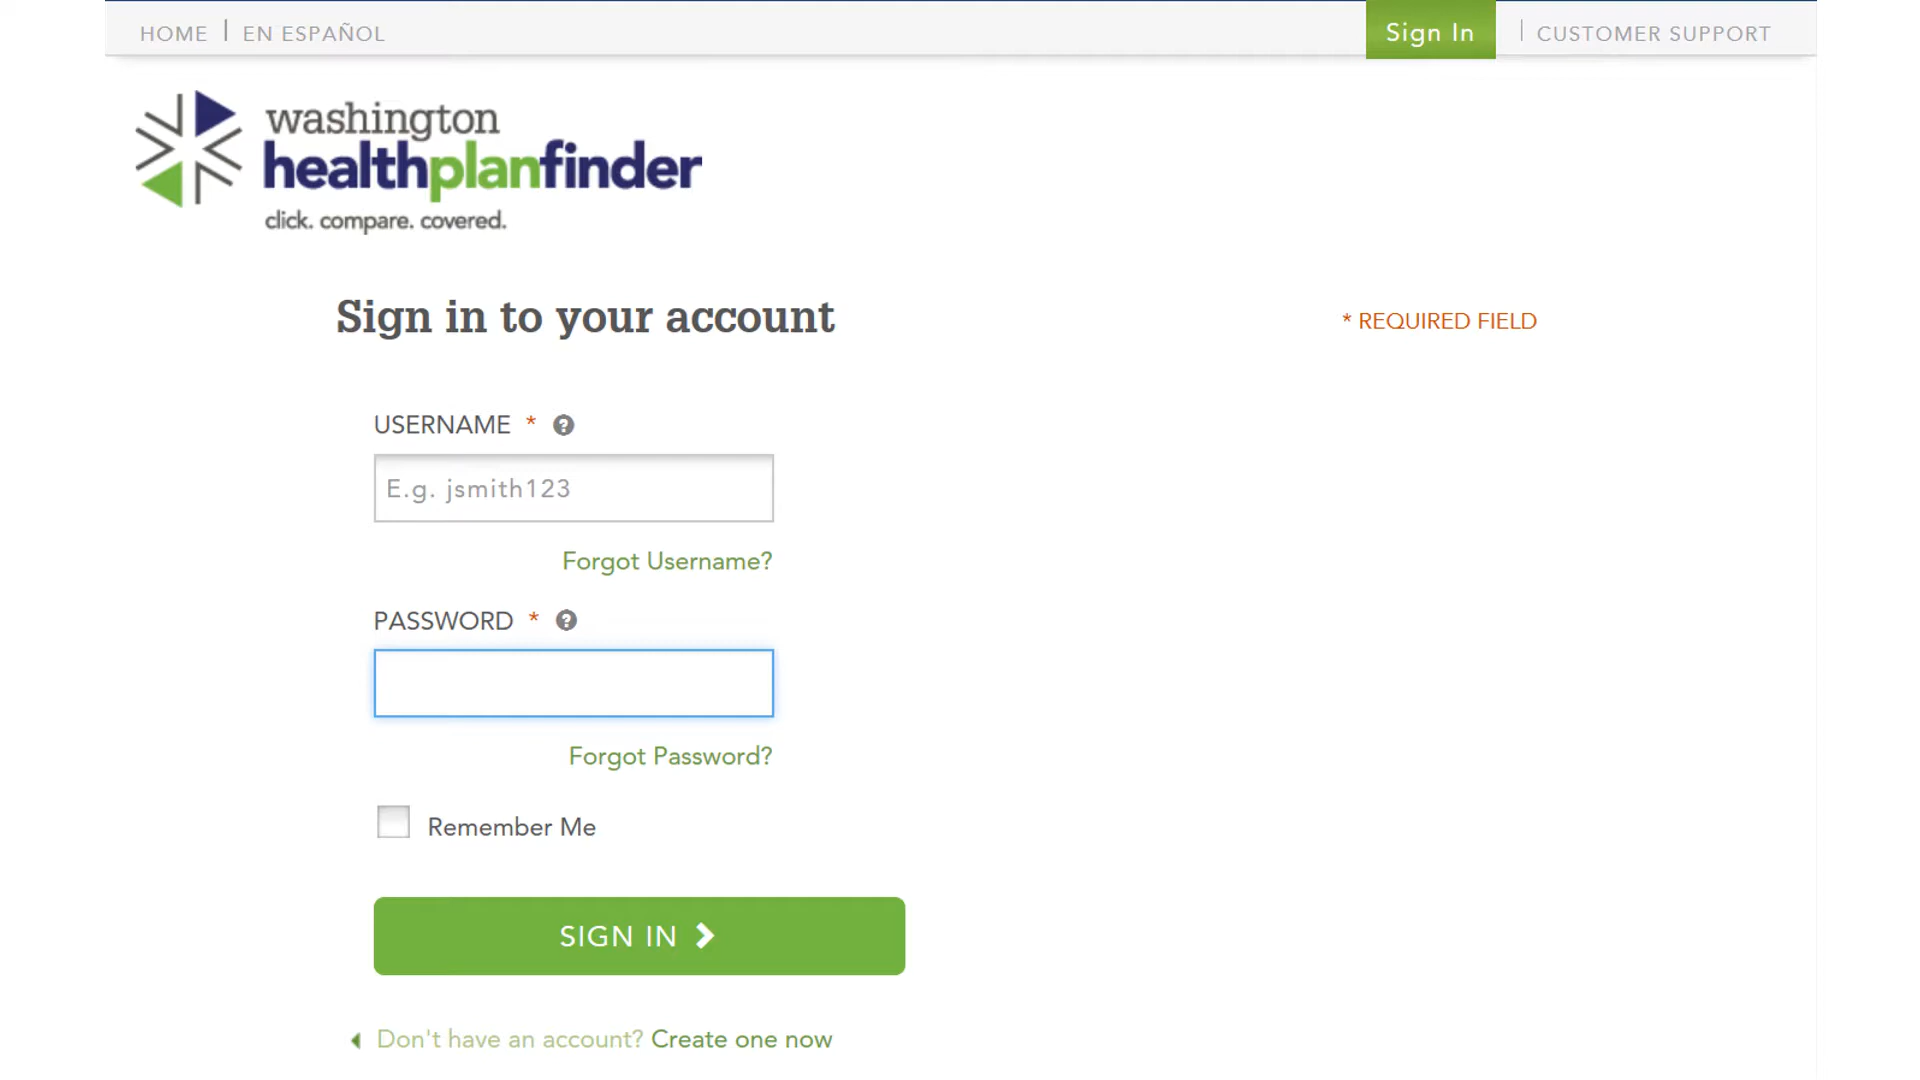 HOME | EN ESPAÑOL
Sign In | CUSTOMER SUPPORT
washington
healthplanfinder
click. compare. covered.
Sign in to your account
* REQUIRED FIELD
USERNAME * ?
E.g. jsmith123
Forgot Username?
PASSWORD * ?
Forgot Password?
Remember Me
SIGN IN
Don't have an account? Create one now